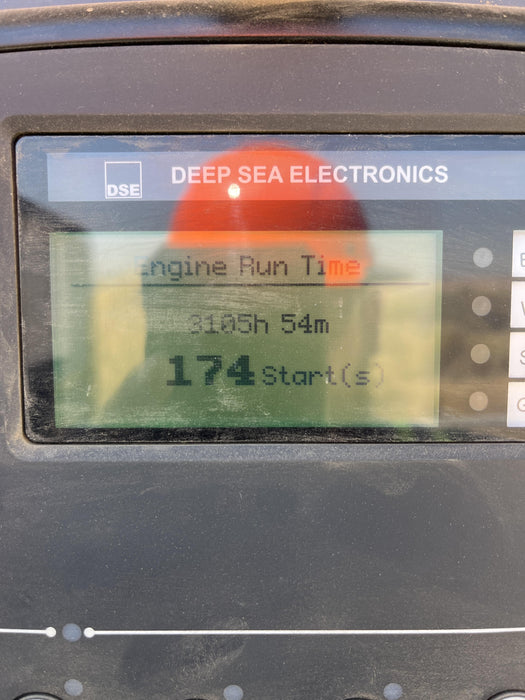 DSE
DEEP SEA ELECTRONICS
Engine Run Time
3105h 54m
174 Start(s)